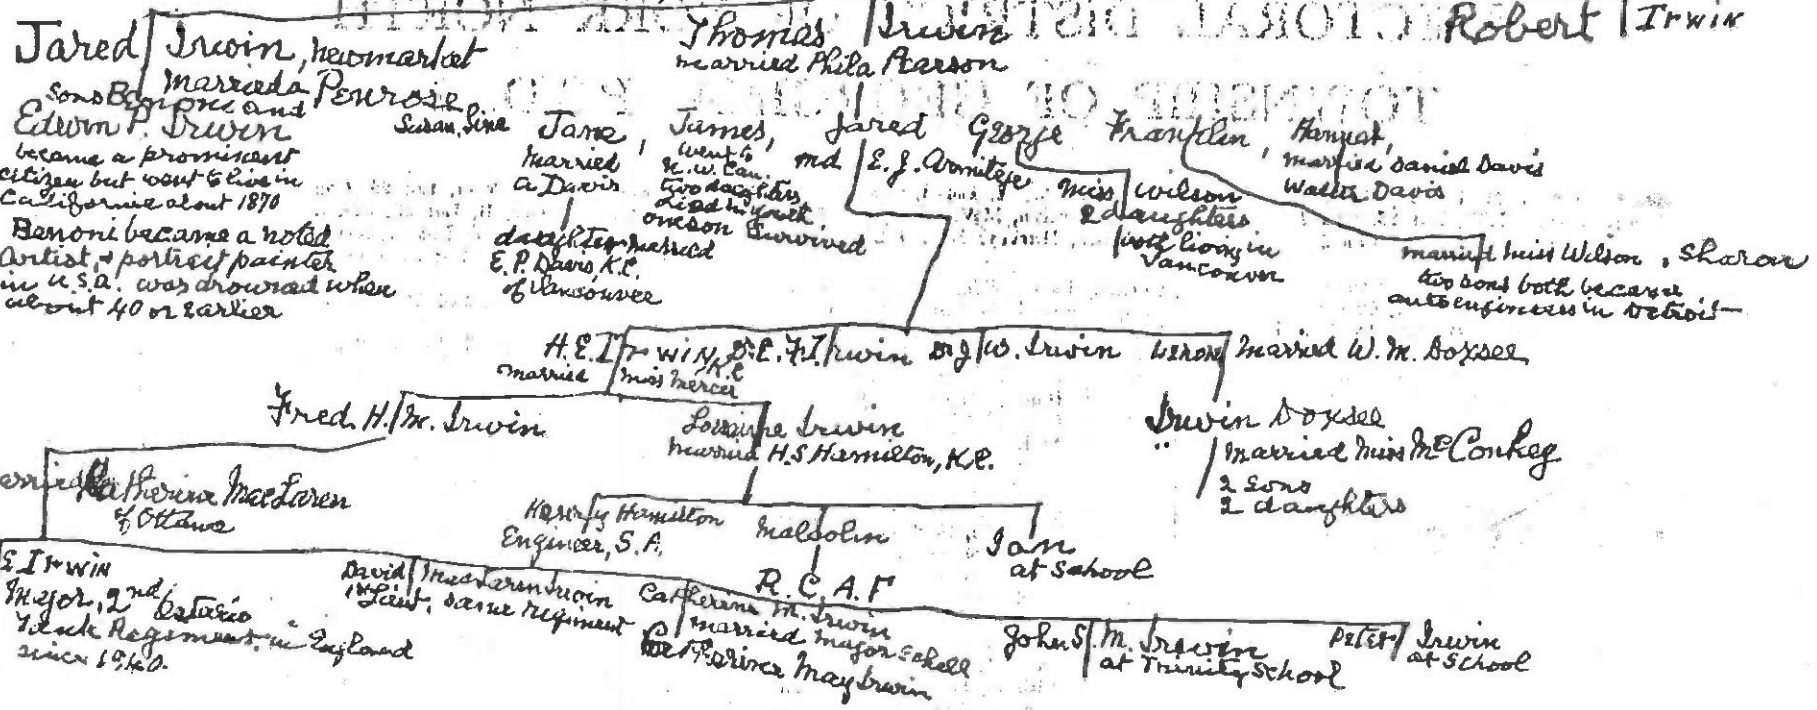 Jared Irwin, Newmarket
married a Penrose
Sons Benoni and
Edwin P. Irwin
Susan, Sina
became a prominent
citizen but went to live in
California about 1870
Benoni became a noted
Artist, & portrait painter
in U.S.A. was drowned when
about 40 or earlier
Thomas Irwin
married Phila Pearson
Robert Irwin
Jane,
married
a Davis
daughter married
E. P. Davis, K.C.
of Vancouver
James,
went to
N.W. Can.
two daughters
died in youth
one son survived
Jared
md E. J. Armitage
George
Miss Wilson
2 daughters
both living in
Vancouver
Franklin,
married Miss Wilson, Sharon
two sons both became
auto engineers in Detroit
Hannah,
married Daniel Davis
Walter Davis
H. E. Irwin, K.C.
married Miss Mercer
Dr. E. F. Irwin
Dr J W. Irwin
married W. M. Doxsee
Fred. H. M. Irwin
Lorraine Irwin
married H.S Hamilton, K.C.
Irwin Doxsee
married Miss McConkey
2 sons
2 daughters
Katherine MacLaren
of Ottawa
Hamilton
Engineer, S.A.
Malcolm
R.C.A.F
Ian
at School
E Irwin
Major, 2nd Ontario
Tank Regiment, in England
since 1940.
David MacLaren Irwin
1st Lieut, same regiment
Catherine M. Irwin
married Major Schell
Catherine May Irwin
John S. M. Irwin
at Trinity School
Peter Irwin
at School